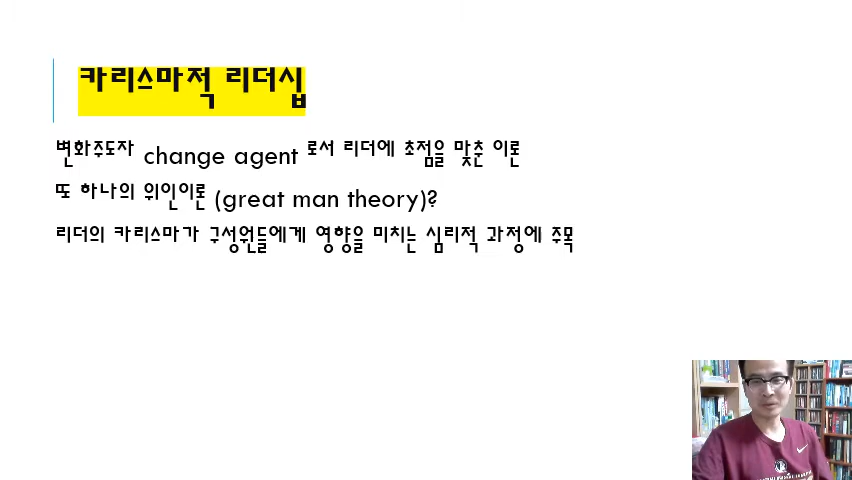 카리스마적 리더십
변화주도자 change agent 로서 리더에 초점을 맞춘 이론
또 하나의 위인이론 (great man theory)?
리더의 카리스마가 구성원들에게 영향을 미치는 심리적 과정에 주목